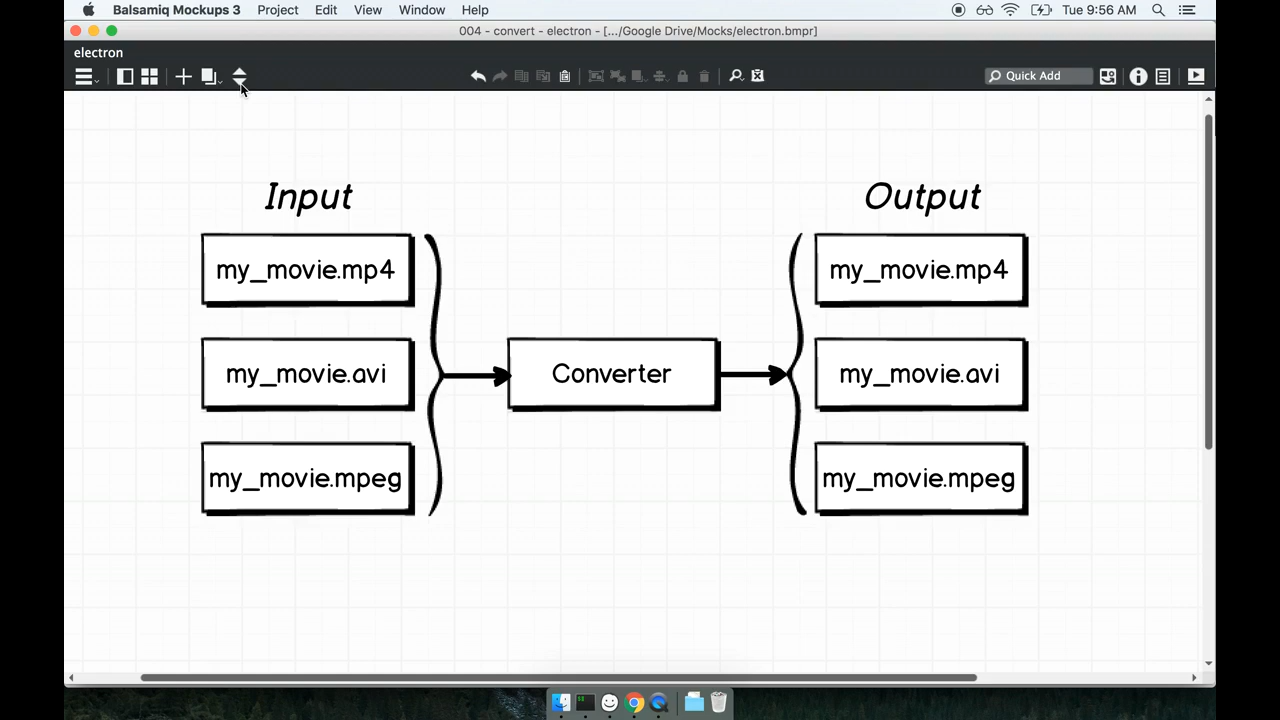 Balsamiq Mockups 3 Project Edit View Window Help Tue 9:56 AM
004 - convert - electron - [.../Google Drive/Mocks/electron.bmpr]
electron
Quick Add
Input Output
my_movie.mp4 my_movie.mp4
my_movie.avi Converter my_movie.avi
my_movie.mpeg my_movie.mpeg